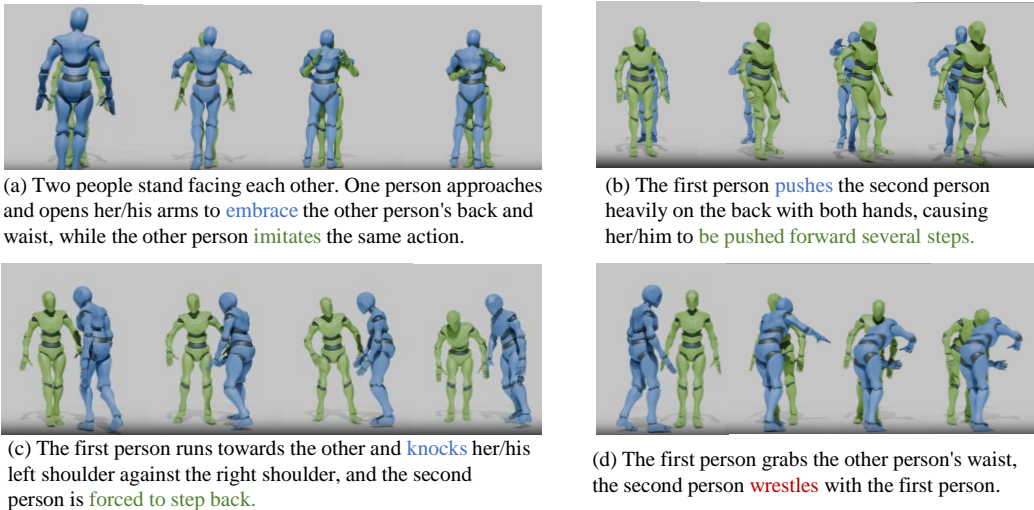 (a) Two people stand facing each other. One person approaches
and opens her/his arms to embrace the other person's back and
waist, while the other person imitates the same action.
(b) The first person pushes the second person
heavily on the back with both hands, causing
her/him to be pushed forward several steps.
(c) The first person runs towards the other and knocks her/his
left shoulder against the right shoulder, and the second
person is forced to step back.
(d) The first person grabs the other person's waist,
the second person wrestles with the first person.